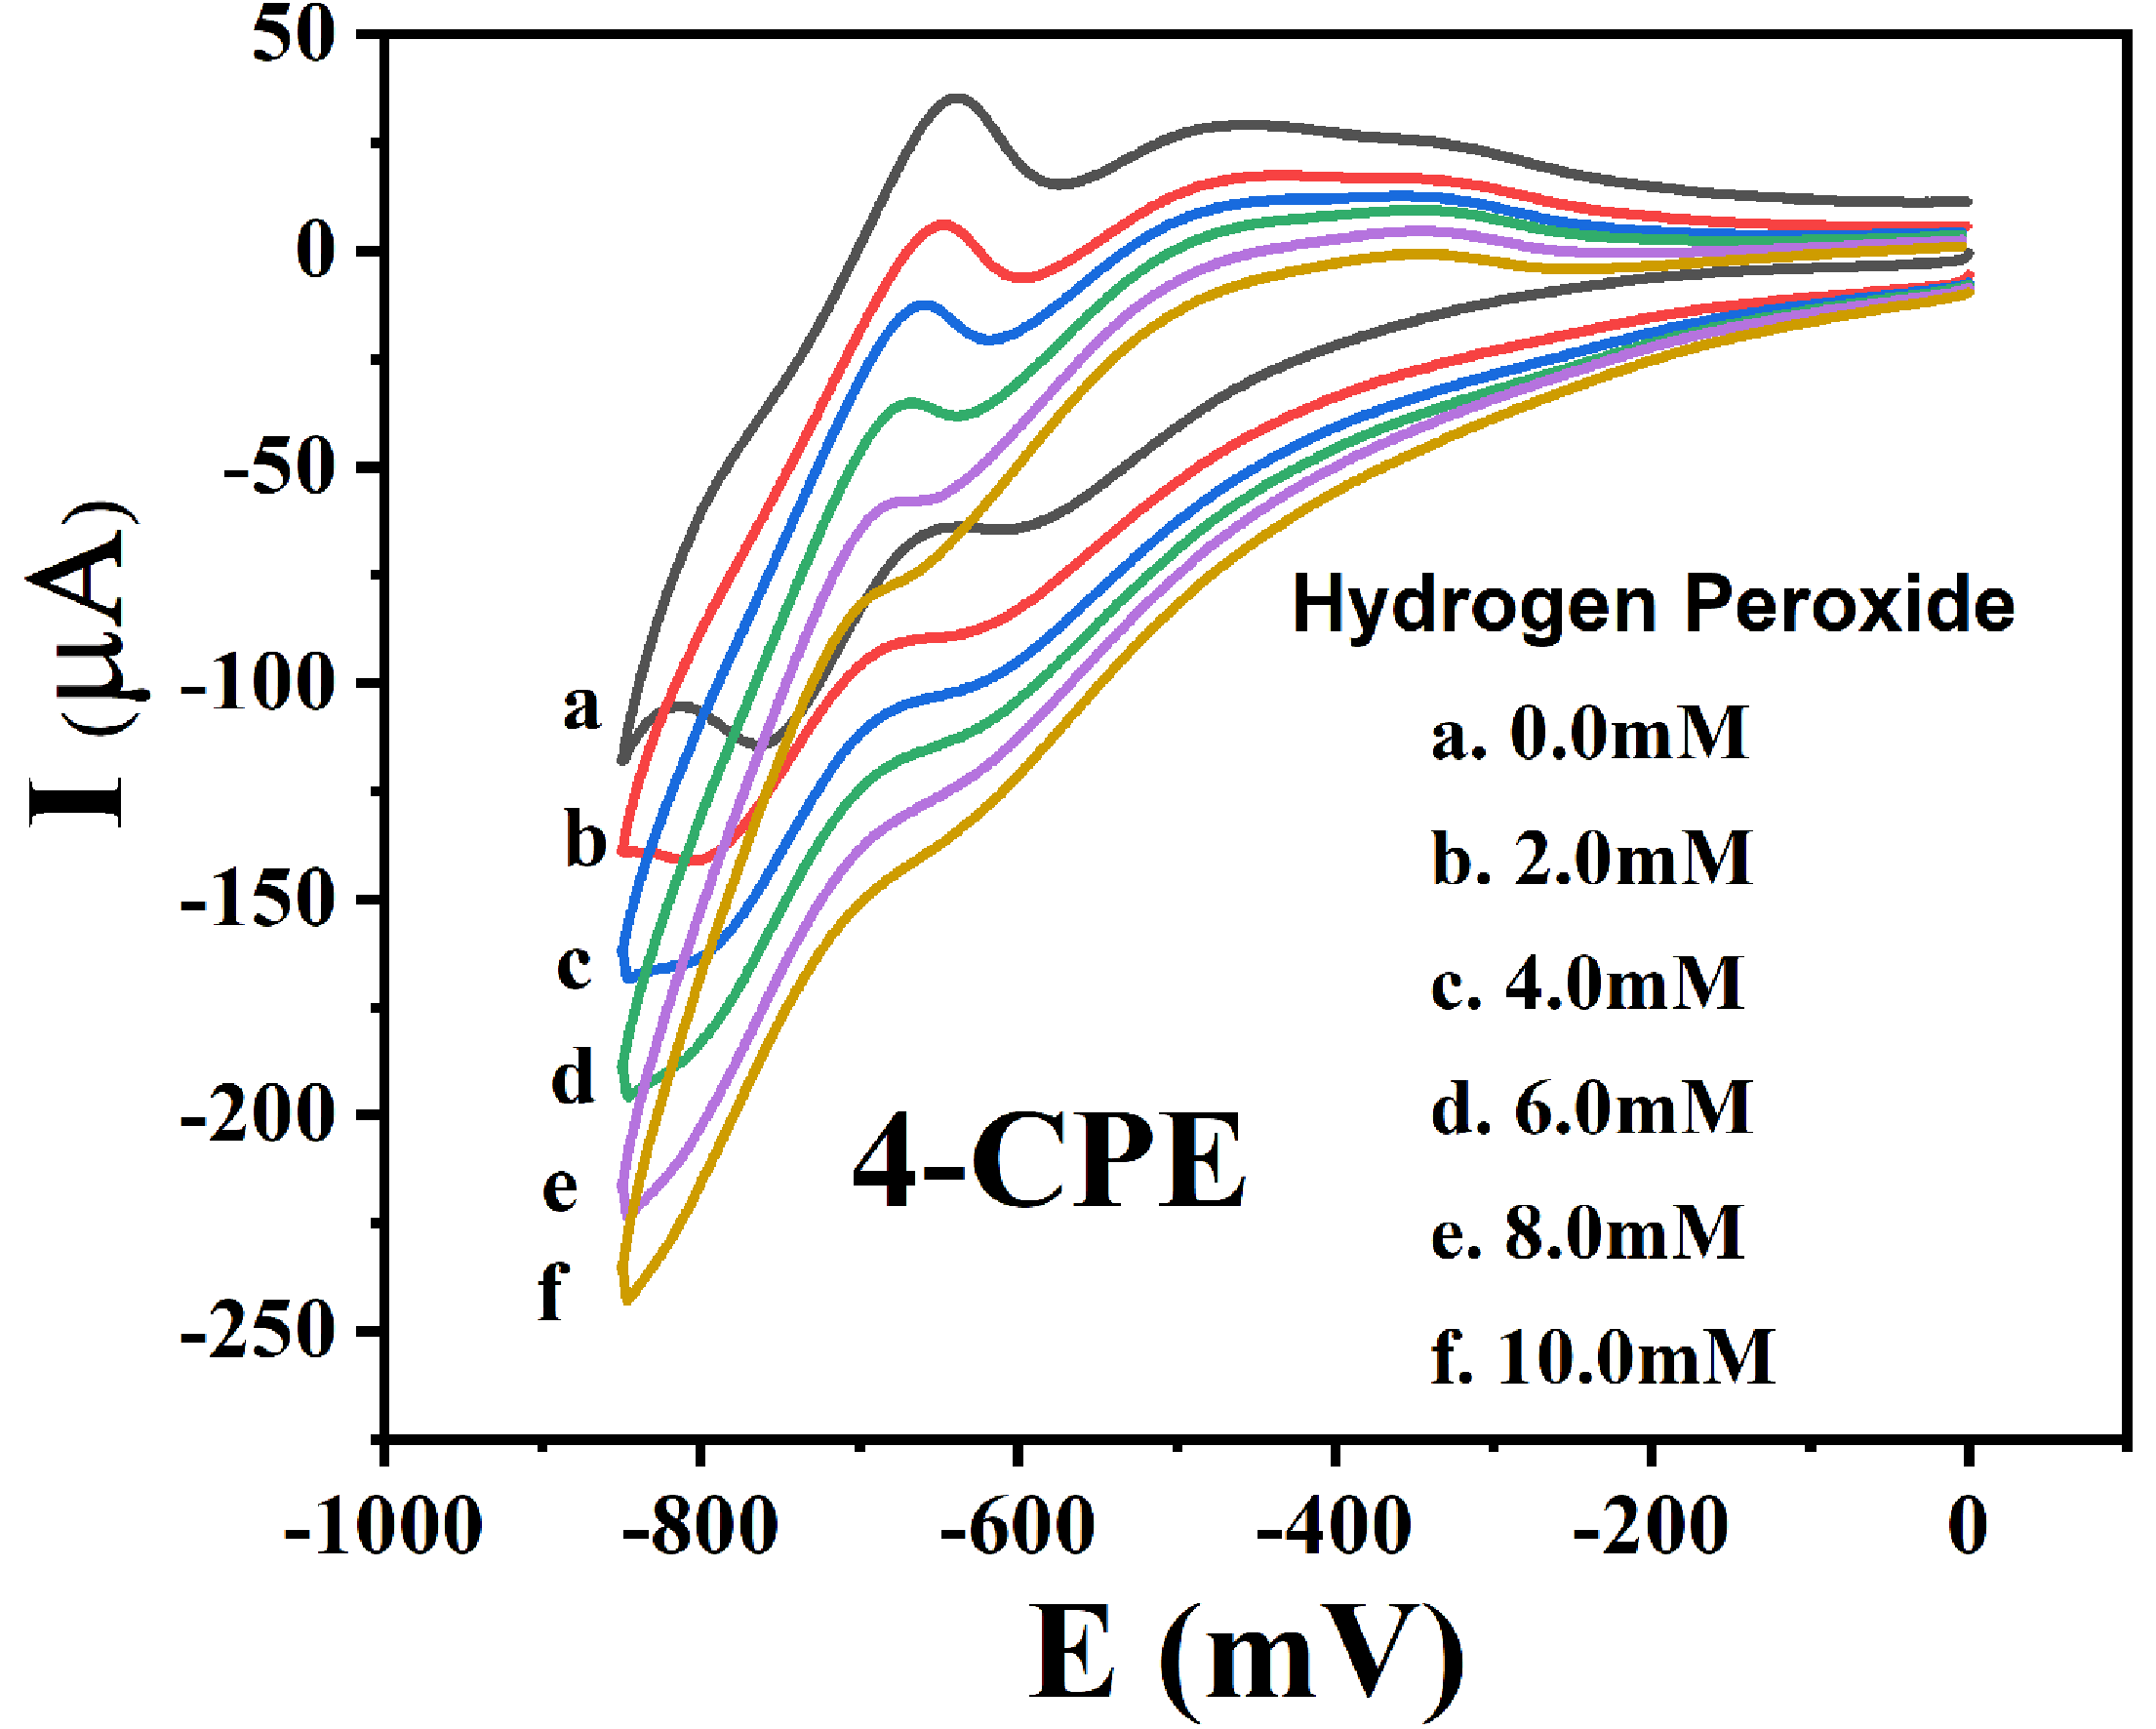 50
0
-50
-100
-150
-200
-250
I (µA)
a
b
c
d
e
f
Hydrogen Peroxide
a. 0.0mM
b. 2.0mM
c. 4.0mM
d. 6.0mM
e. 8.0mM
f. 10.0mM
4-CPE
-1000 -800 -600 -400 -200 0
E (mV)